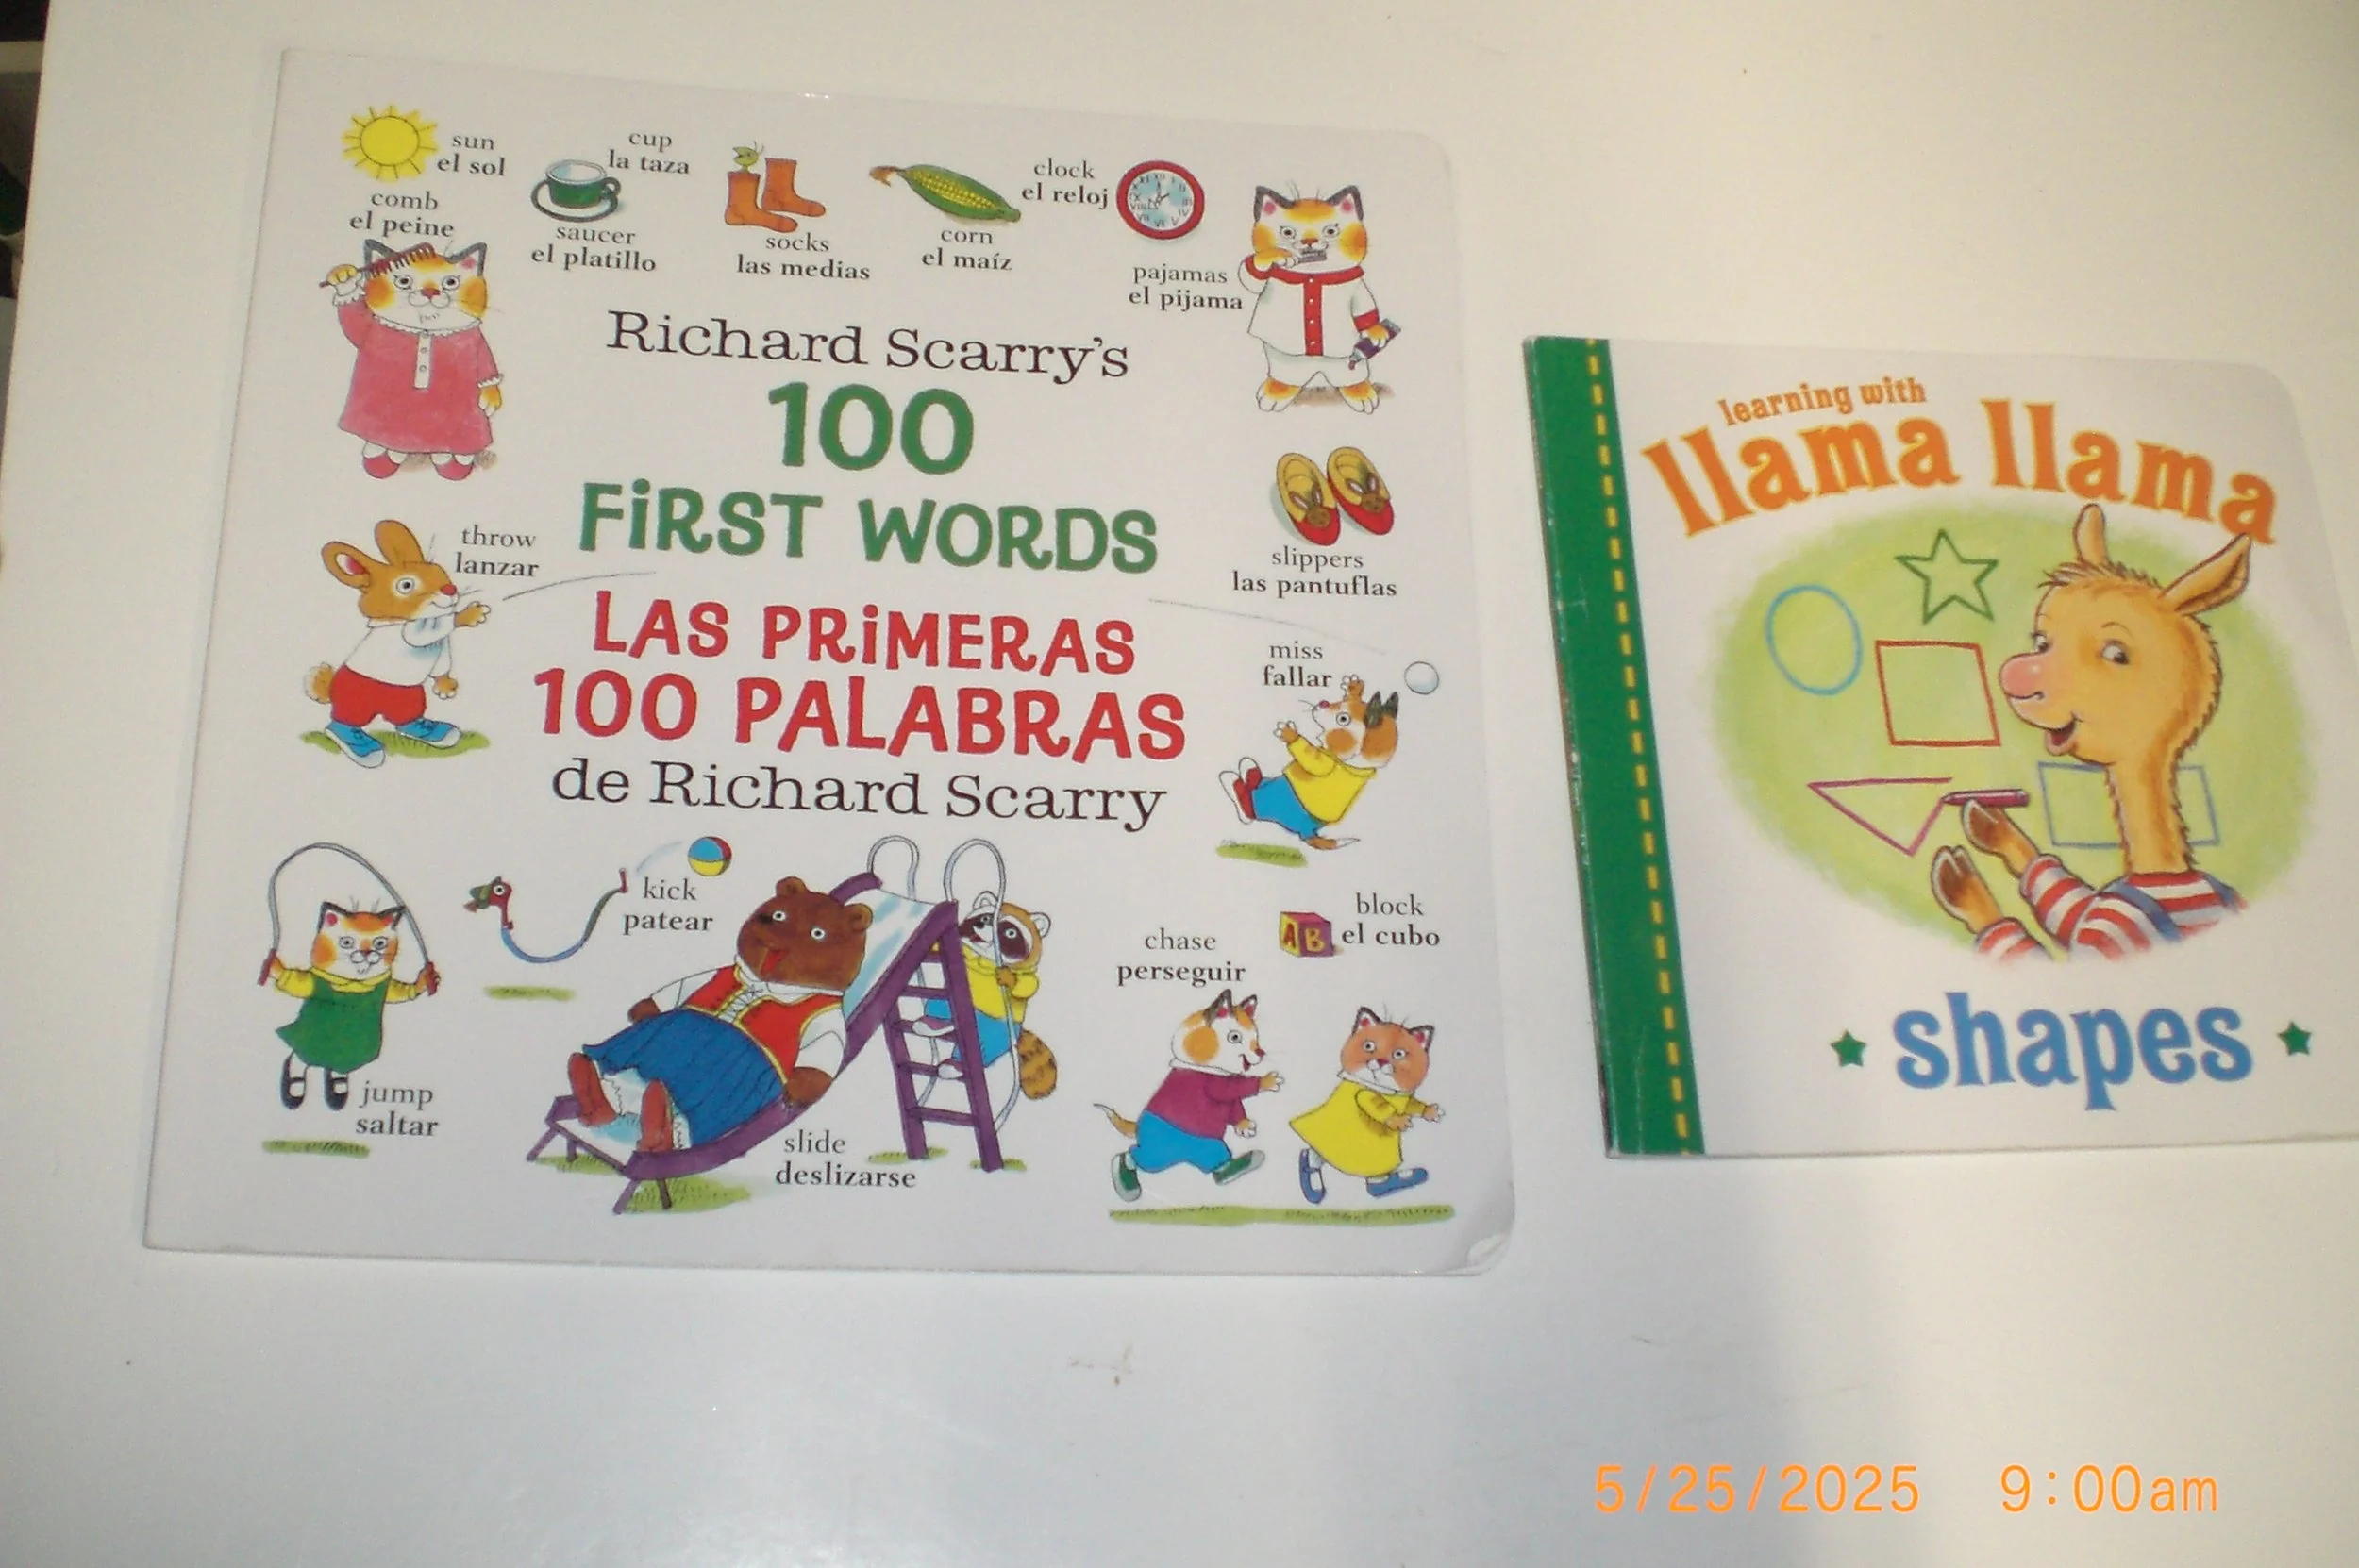 sun
el sol
cup
la taza
comb
el peine
saucer
el platillo
socks
las medias
corn
el maíz
clock
el reloj
pajamas
el pijama
Richard Scarry's
100
FiRST WORDS
LAS PRiMERAS
100 PALABRAS
de Richard Scarry
throw
lanzar
slippers
las pantuflas
miss
fallar
kick
patear
jump
saltar
slide
deslizarse
chase
perseguir
block
el cubo
AB
learning with
llama llama
shapes
5/25/2025 9:00am